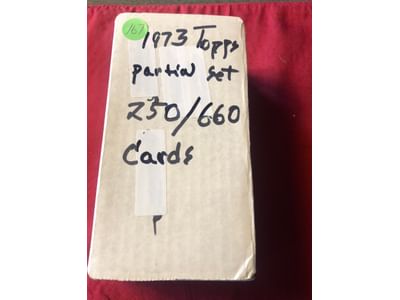 167
1973 Topps
partial set
250/660
Cards